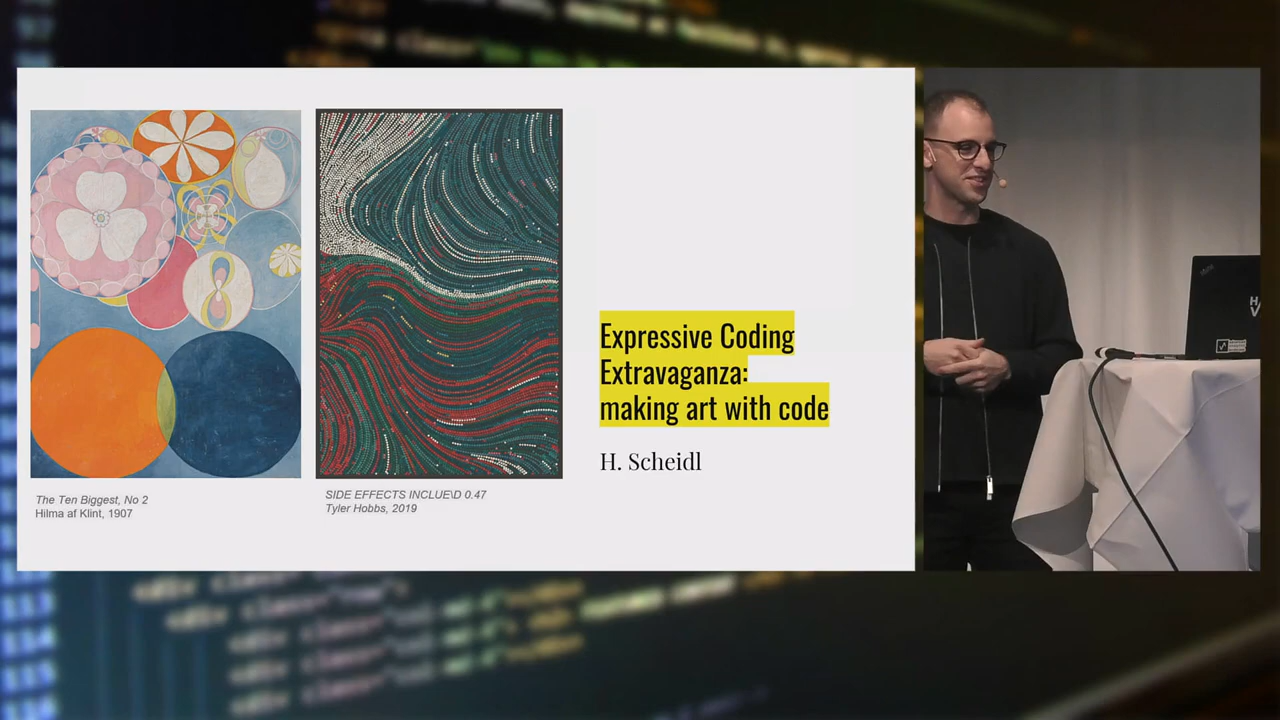 The Ten Biggest, No 2
Hilma af Klint, 1907
SIDE EFFECTS INCLUE\D 0.47
Tyler Hobbs, 2019
Expressive Coding
Extravaganza:
making art with code
H. Scheidl